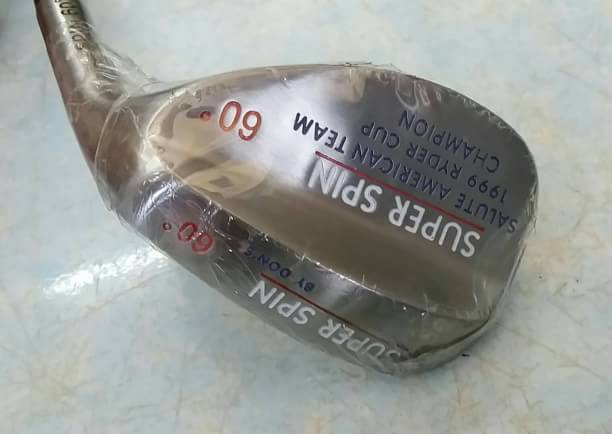 60°
SUPER SPIN
SALUTE AMERICAN TEAM
1999 RYDER CUP
CHAMPION
60°
SUPER SPIN
BY DON'S